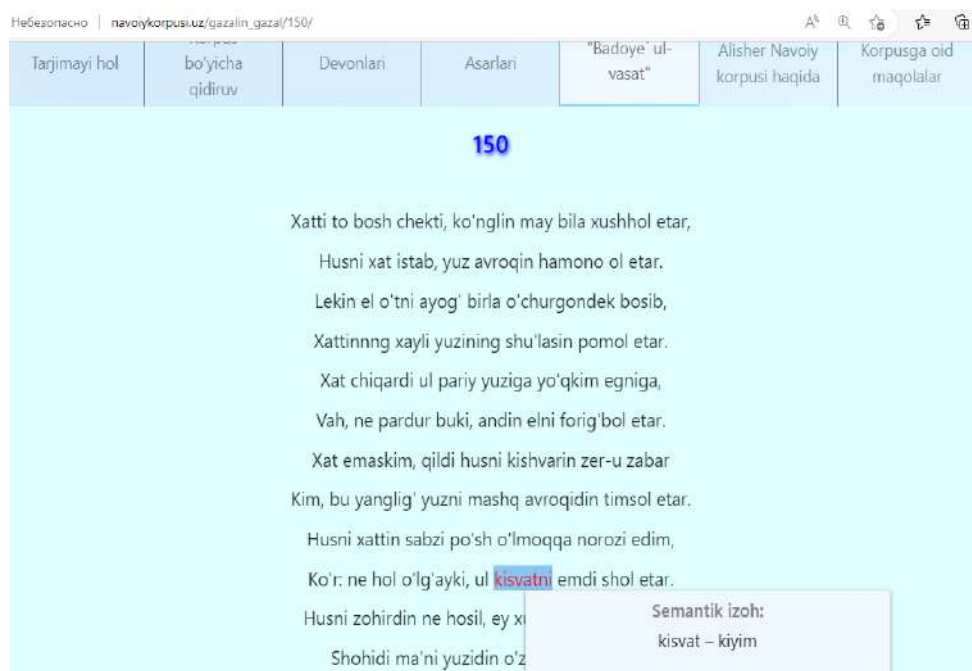 Небезопасно | navoiykorpusi.uz/gazalin_gazal/150/
Tarjimayi hol
bo'yicha
qidiruv
Devonlari
Asarlari
"Badoye` ul-
vasat"
Alisher Navoiy
korpusi haqida
Korpusga oid
maqolalar
150
Xatti to bosh chekti, ko'nglin may bila xushhol etar,
Husni xat istab, yuz avroqin hamono ol etar.
Lekin el o'tni ayog' birla o'churgondek bosib,
Xattinnng xayli yuzining shu'lasin pomol etar.
Xat chiqardi ul pariy yuziga yo'qkim egniga,
Vah, ne pardur buki, andin elni forig'bol etar.
Xat emaskim, qildi husni kishvarin zer-u zabar
Kim, bu yanglig' yuzni mashq avroqidin timsol etar.
Husni xattin sabzi po'sh o'lmoqqa norozi edim,
Ko'r: ne hol o'lg'ayki, ul kisvatni emdi shol etar.
Husni zohirdin ne hosil, ey
Shohidi ma'ni yuzidin
Semantik izoh:
kisvat – kiyim